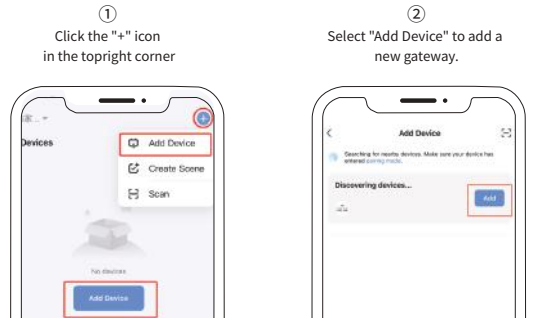 ①
Click the "+" icon
in the topright corner
Devices
Add Device
Create Scene
Scan
No devices
Add Device
②
Select "Add Device" to add a
new gateway.
Add Device
Searching for nearby devices. Make sure your device has
entered pairing mode.
Discovering devices...
Add